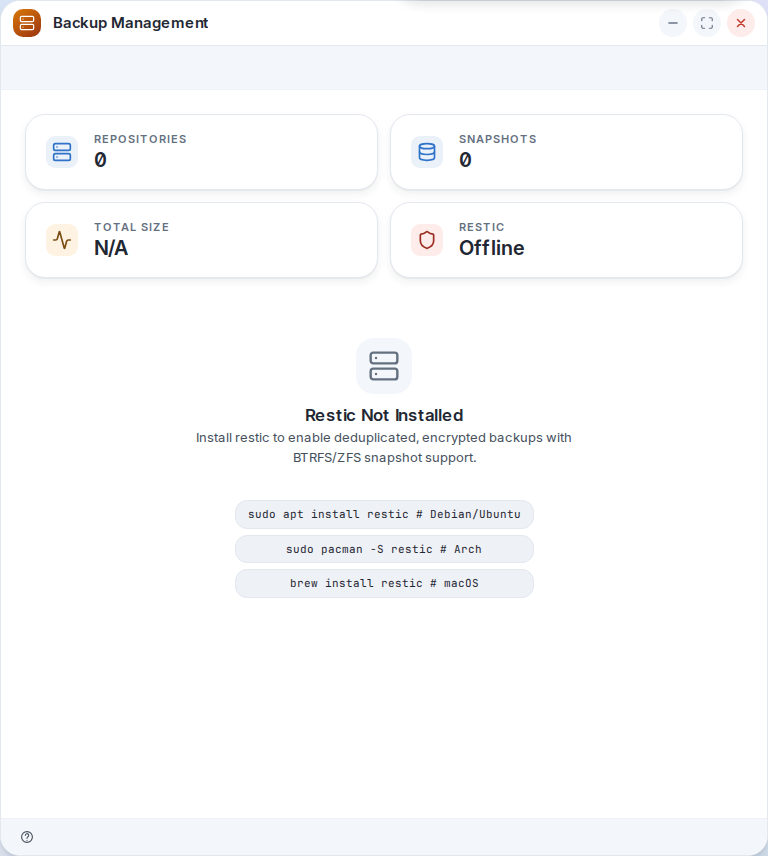 Backup Management
REPOSITORIES
0
SNAPSHOTS
0
TOTAL SIZE
N/A
RESTIC
Offline
Restic Not Installed
Install restic to enable deduplicated, encrypted backups with
BTRFS/ZFS snapshot support.
sudo apt install restic # Debian/Ubuntu
sudo pacman -S restic # Arch
brew install restic # macOS